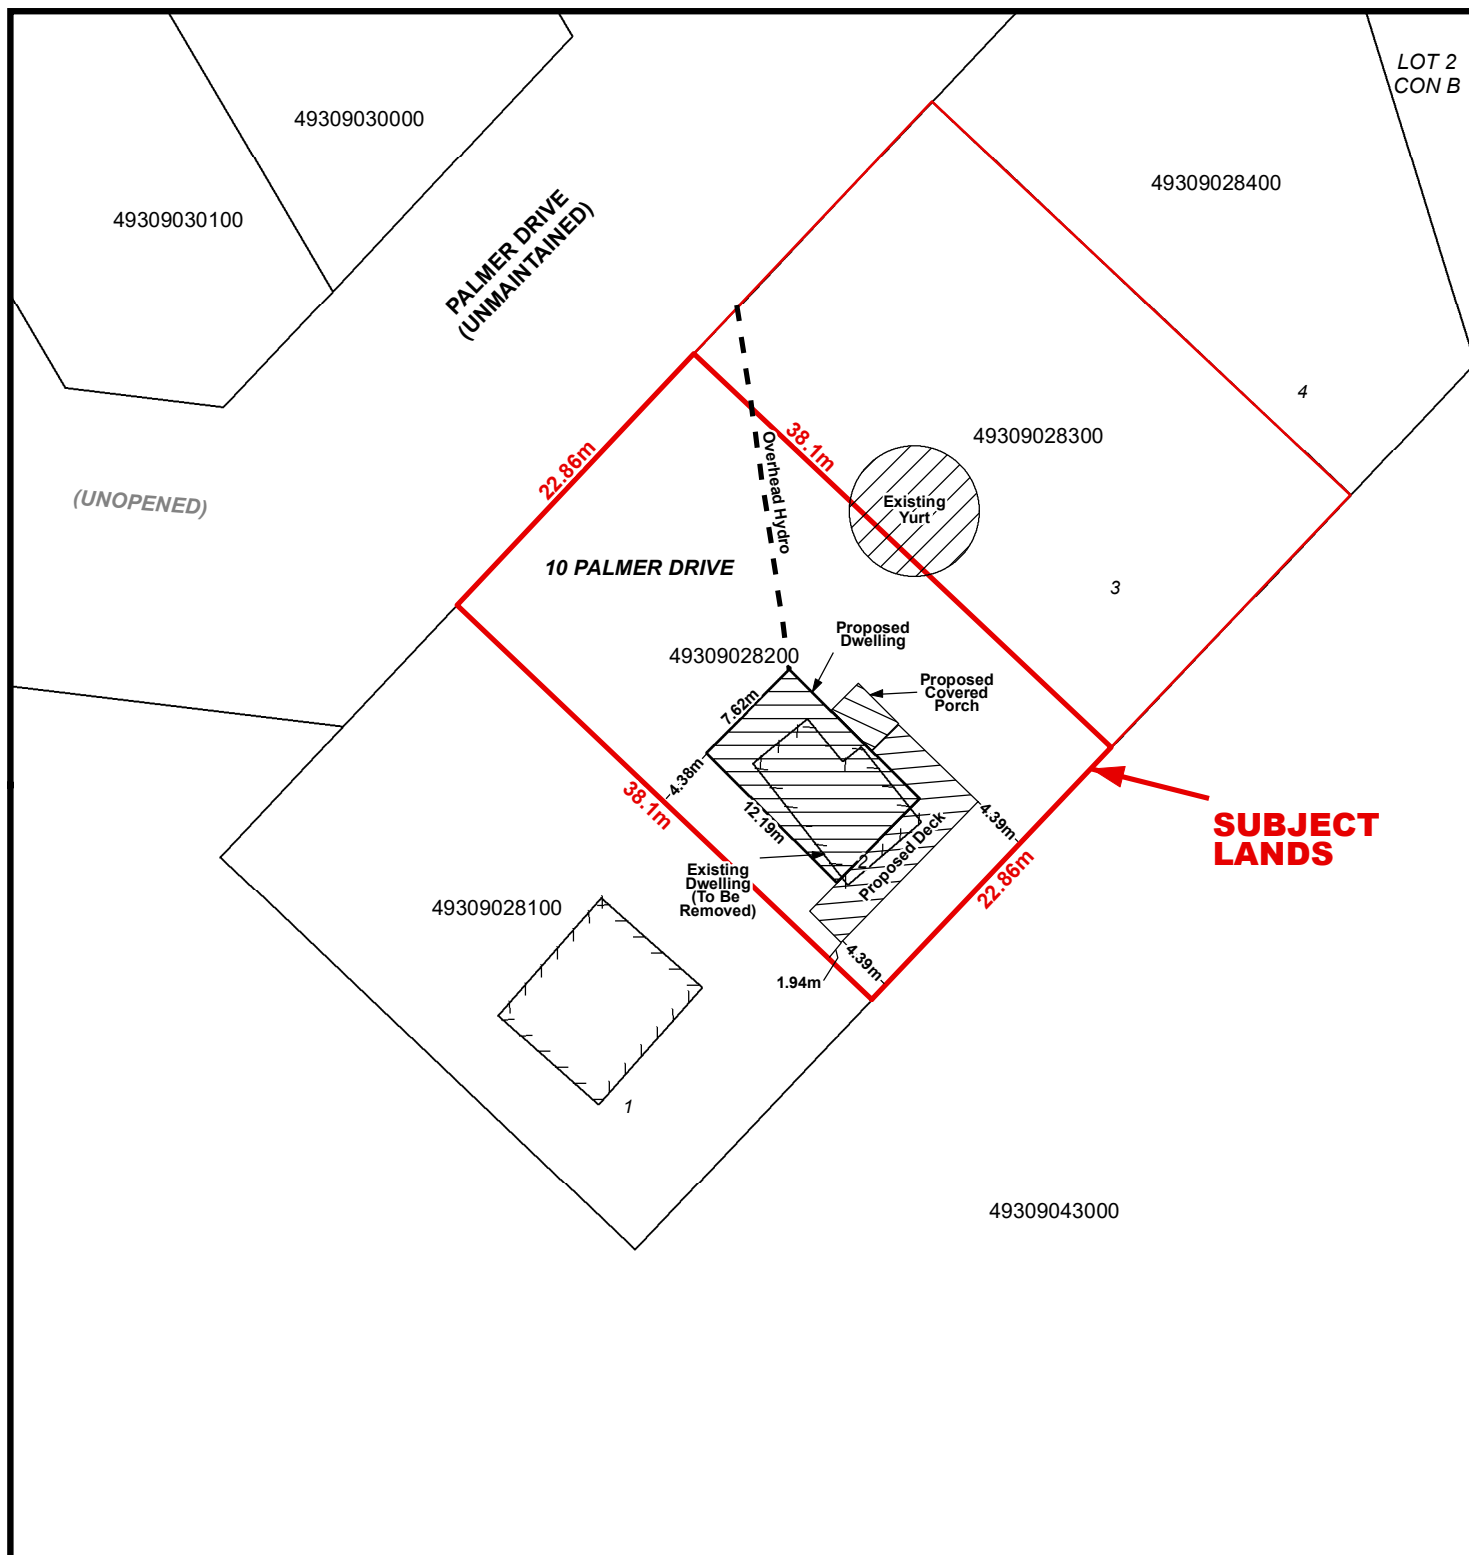 LOT 2
CON B
49309030000
49309028400
49309030100
PALMER DRIVE
(UNMAINTAINED)
4
38.1m
49309028300
Overhead Hydro
22.86m
(UNOPENED)
Existing
Yurt
10 PALMER DRIVE
3
Proposed
Dwelling
49309028200
Proposed
Covered
Porch
7.62m
4.38m
38.1m
12.19m
4.39m
SUBJECT
LANDS
Proposed Deck
2
Existing
Dwelling
(To Be
Removed)
22.86m
49309028100
4.39m
1.94m
1
49309043000